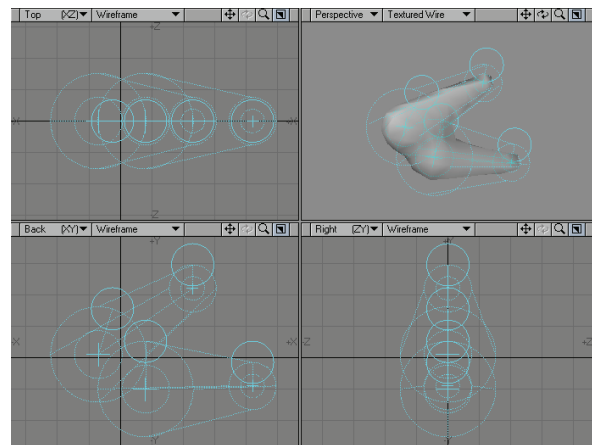 Top (XZ) Wireframe
Perspective Textured Wire
+Z
-Z
Back (XY) Wireframe
Right (ZY) Wireframe
+Y
+Y
-X
+X
-Z
-Y
-Y